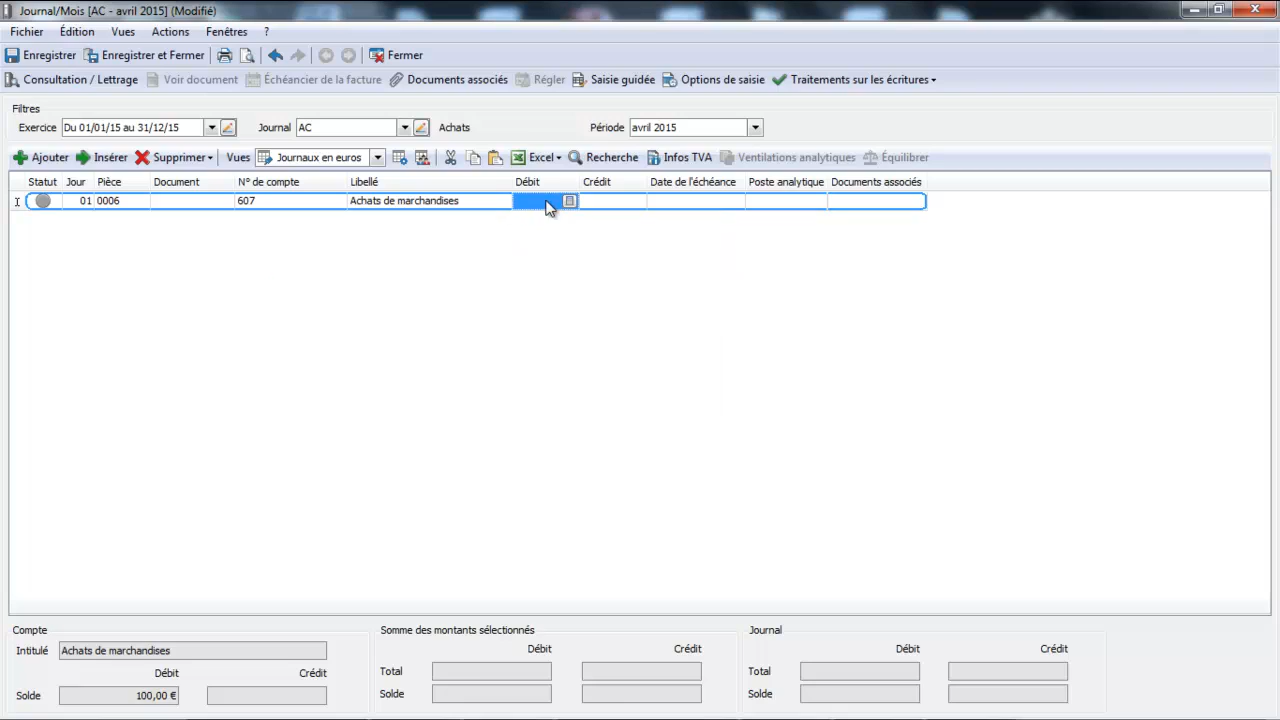 Journal/Mois [AC - avril 2015] (Modifié)
Fichier Édition Vues Actions Fenêtres ?
Enregistrer Enregistrer et Fermer Fermer
Consultation / Lettrage Voir document Échéancier de la facture Documents associés Régler Saisie guidée Options de saisie Traitements sur les écritures
Filtres
Exercice Du 01/01/15 au 31/12/15 Journal AC Achats Période avril 2015
Ajouter Insérer Supprimer Vues Journaux en euros Excel Recherche Infos TVA Ventilations analytiques Équilibrer
Statut Jour Pièce Document N° de compte Libellé Débit Crédit Date de l'échéance Poste analytique Documents associés
01 0006 607 Achats de marchandises
Compte Somme des montants sélectionnés Journal
Intitulé Achats de marchandises Débit Crédit Débit Crédit
Débit Crédit Total Total
Solde 100,00 € Solde Solde